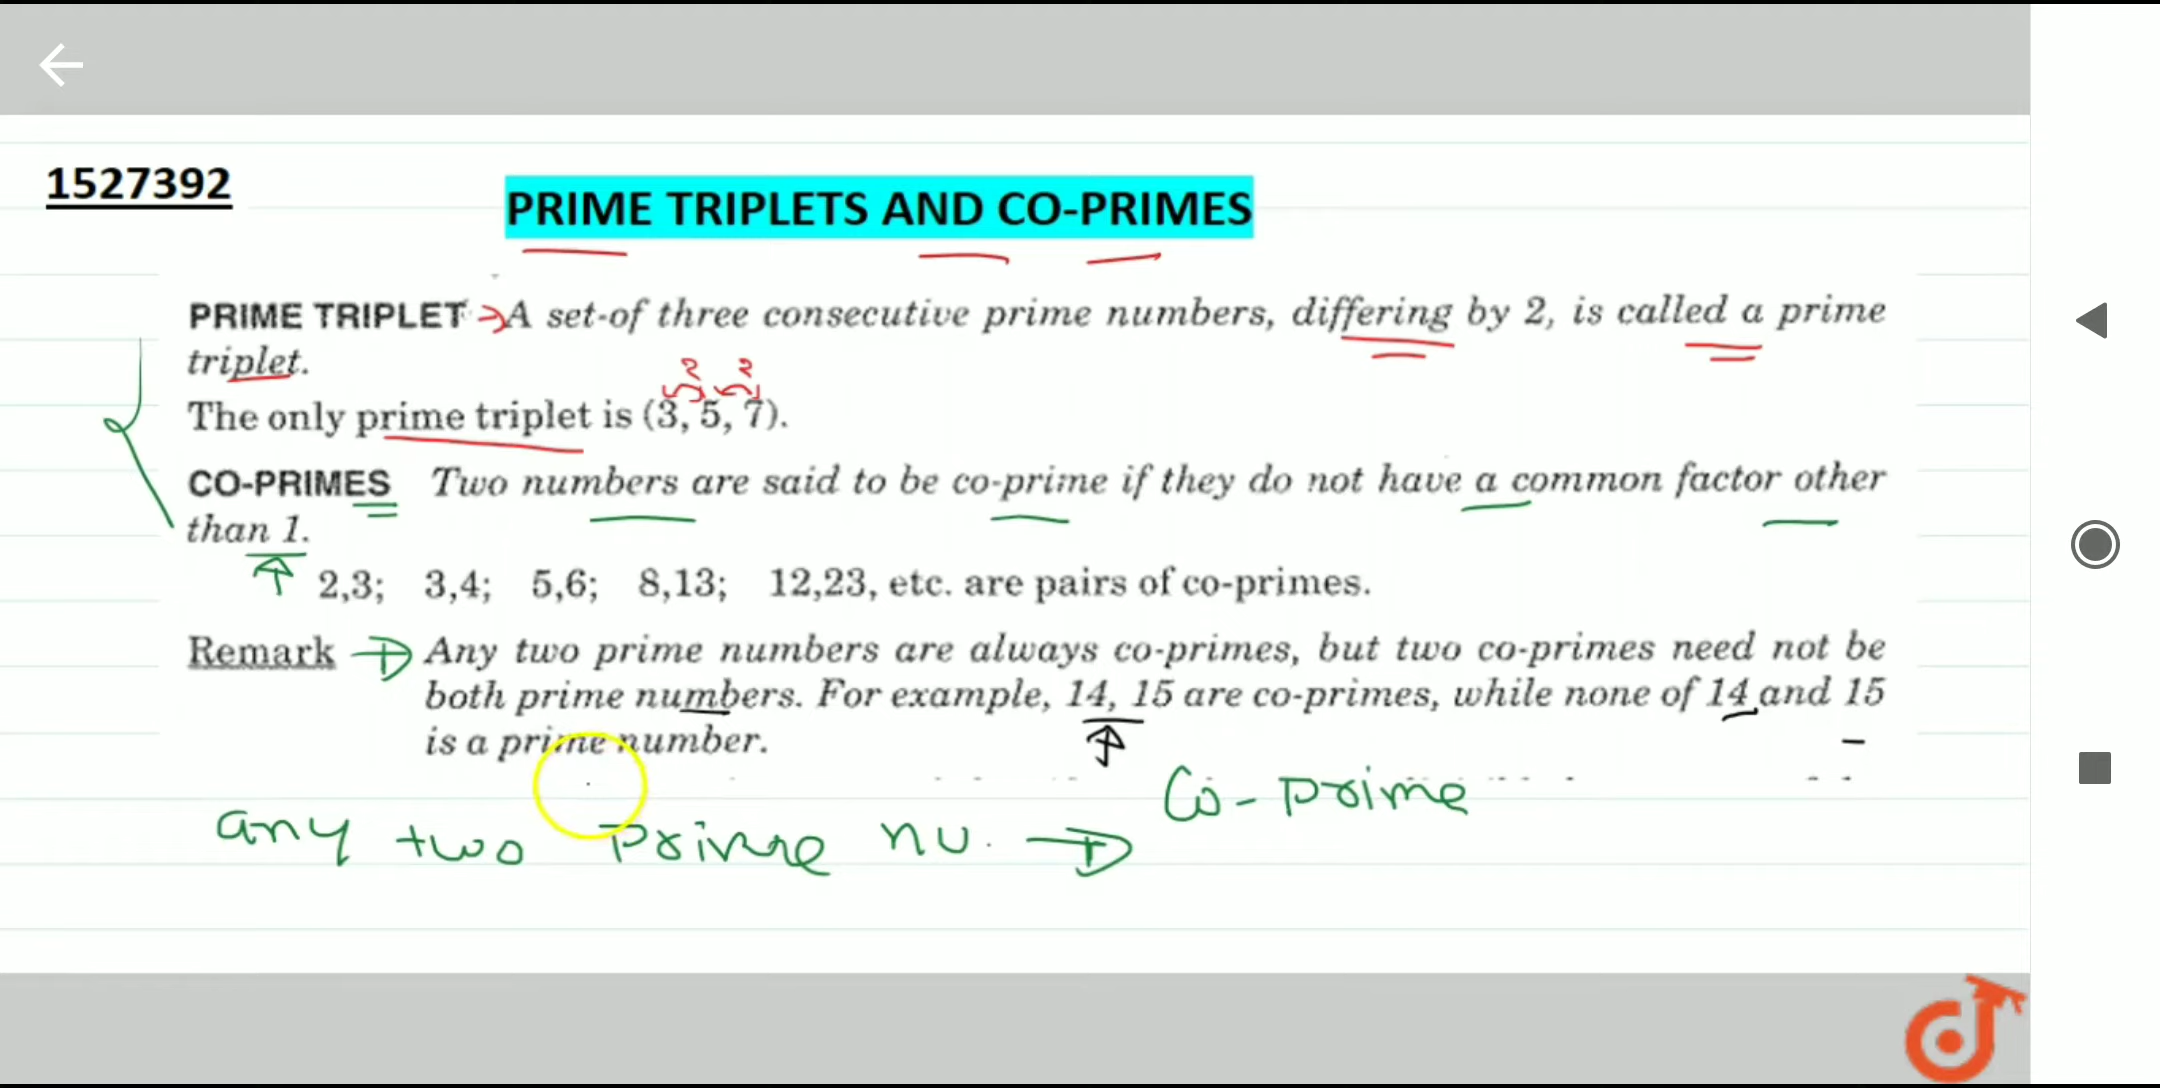 1527392
PRIME TRIPLETS AND CO-PRIMES
PRIME TRIPLET → A set-of three consecutive prime numbers, differing by 2, is called a prime
triplet.
2 2
The only prime triplet is (3, 5, 7).
CO-PRIMES Two numbers are said to be co-prime if they do not have a common factor other
than 1.
2,3; 3,4; 5,6; 8,13; 12,23, etc. are pairs of co-primes.
Remark → Any two prime numbers are always co-primes, but two co-primes need not be
both prime numbers. For example, 14, 15 are co-primes, while none of 14 and 15
is a prime number.
any two prime nu. → Co-prime